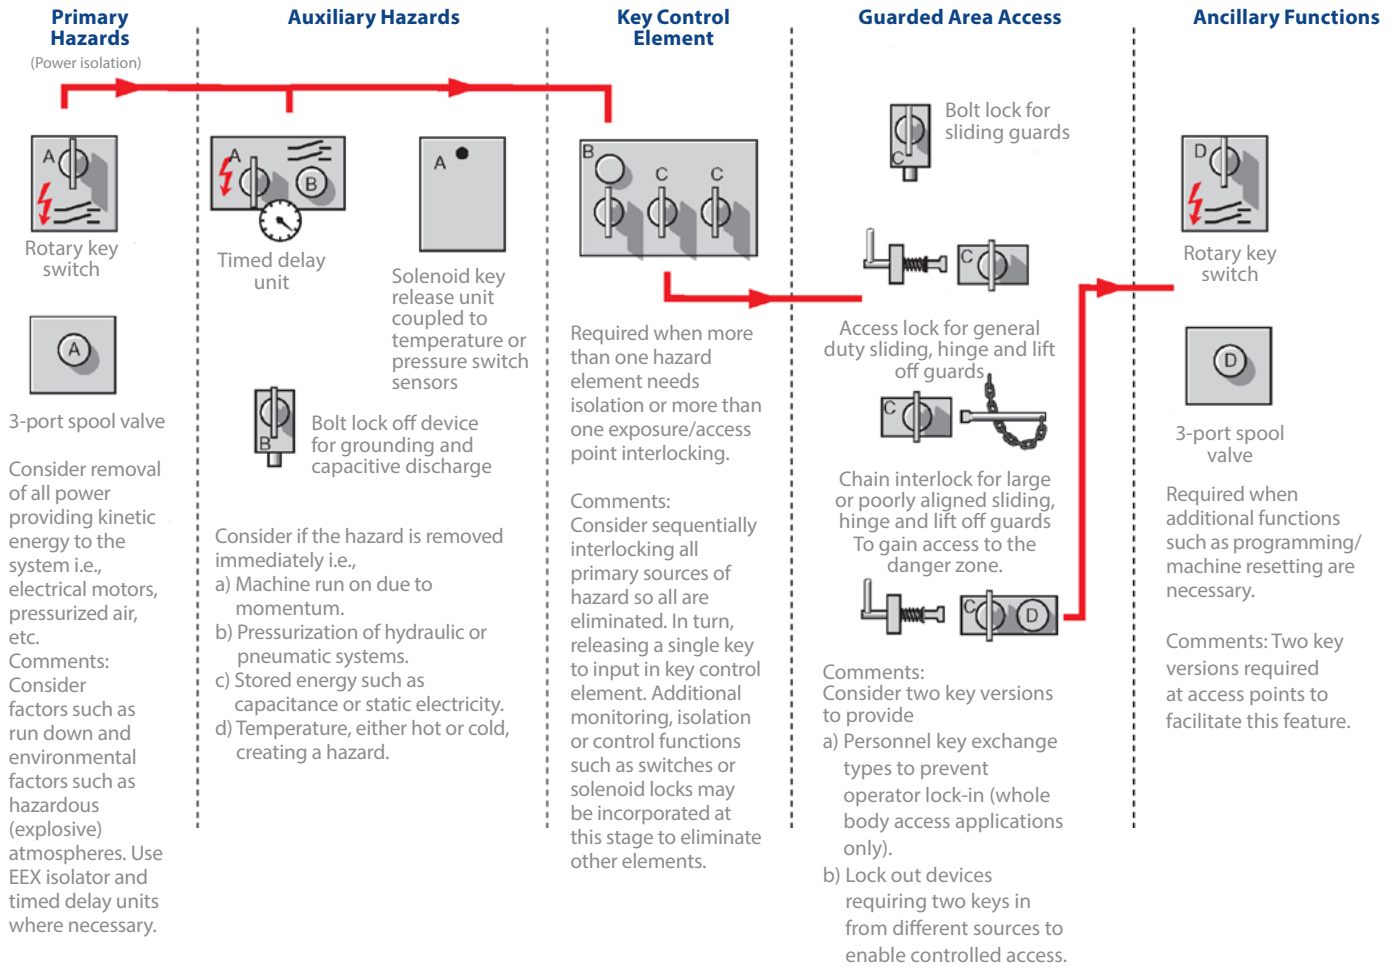 Primary
Hazards
(Power isolation)
A
Rotary key
switch
A
3-port spool valve
Consider removal
of all power
providing kinetic
energy to the
system i.e.,
electrical motors,
pressurized air,
etc.
Comments:
Consider
factors such as
run down and
environmental
factors such as
hazardous
(explosive)
atmospheres. Use
EEX isolator and
timed delay units
where necessary.
Auxiliary Hazards
A
B
Timed delay
unit
A
Solenoid key
release unit
coupled to
temperature or
pressure switch
sensors
B
Bolt lock off device
for grounding and
capacitive discharge
Consider if the hazard is removed
immediately i.e.,
a) Machine run on due to
momentum.
b) Pressurization of hydraulic or
pneumatic systems.
c) Stored energy such as
capacitance or static electricity.
d) Temperature, either hot or cold,
creating a hazard.
Key Control
Element
B
C C
Required when more
than one hazard
element needs
isolation or more than
one exposure/access
point interlocking.
Comments:
Consider sequentially
interlocking all
primary sources of
hazard so all are
eliminated. In turn,
releasing a single key
to input in key control
element. Additional
monitoring, isolation
or control functions
such as switches or
solenoid locks may
be incorporated at
this stage to eliminate
other elements.
Guarded Area Access
C
Bolt lock for
sliding guards
C
Access lock for general
duty sliding, hinge and lift
off guards
C
Chain interlock for large
or poorly aligned sliding,
hinge and lift off guards
To gain access to the
danger zone.
C
D
Comments:
Consider two key versions
to provide
a) Personnel key exchange
types to prevent
operator lock-in (whole
body access applications
only).
b) Lock out devices
requiring two keys in
from different sources to
enable controlled access.
Ancillary Functions
D
Rotary key
switch
D
3-port spool
valve
Required when
additional functions
such as programming/
machine resetting are
necessary.
Comments: Two key
versions required
at access points to
facilitate this feature.